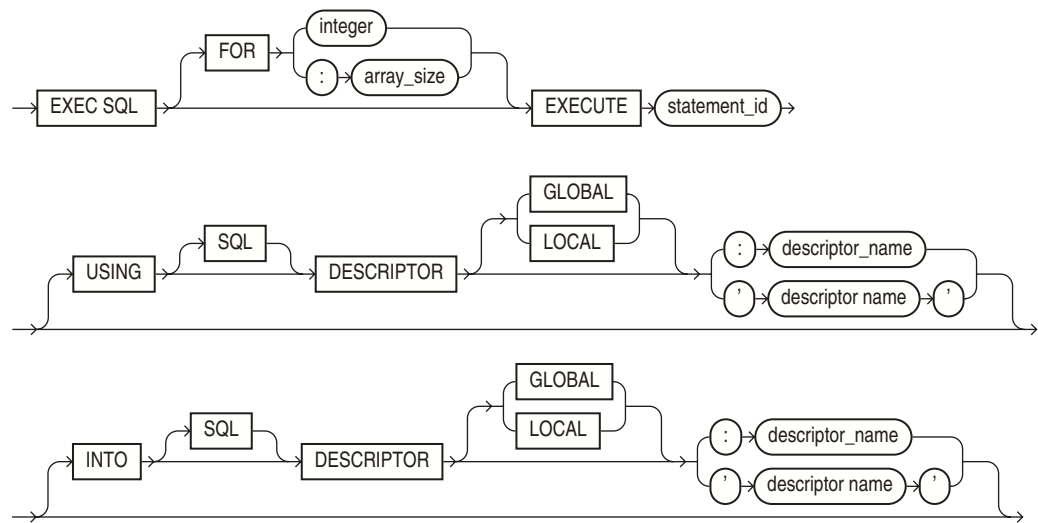 integer
FOR
: array_size
EXEC SQL EXECUTE statement_id
GLOBAL
SQL LOCAL : descriptor_name
USING DESCRIPTOR ’ descriptor name ’
GLOBAL
SQL LOCAL : descriptor_name
INTO DESCRIPTOR ’ descriptor name ’